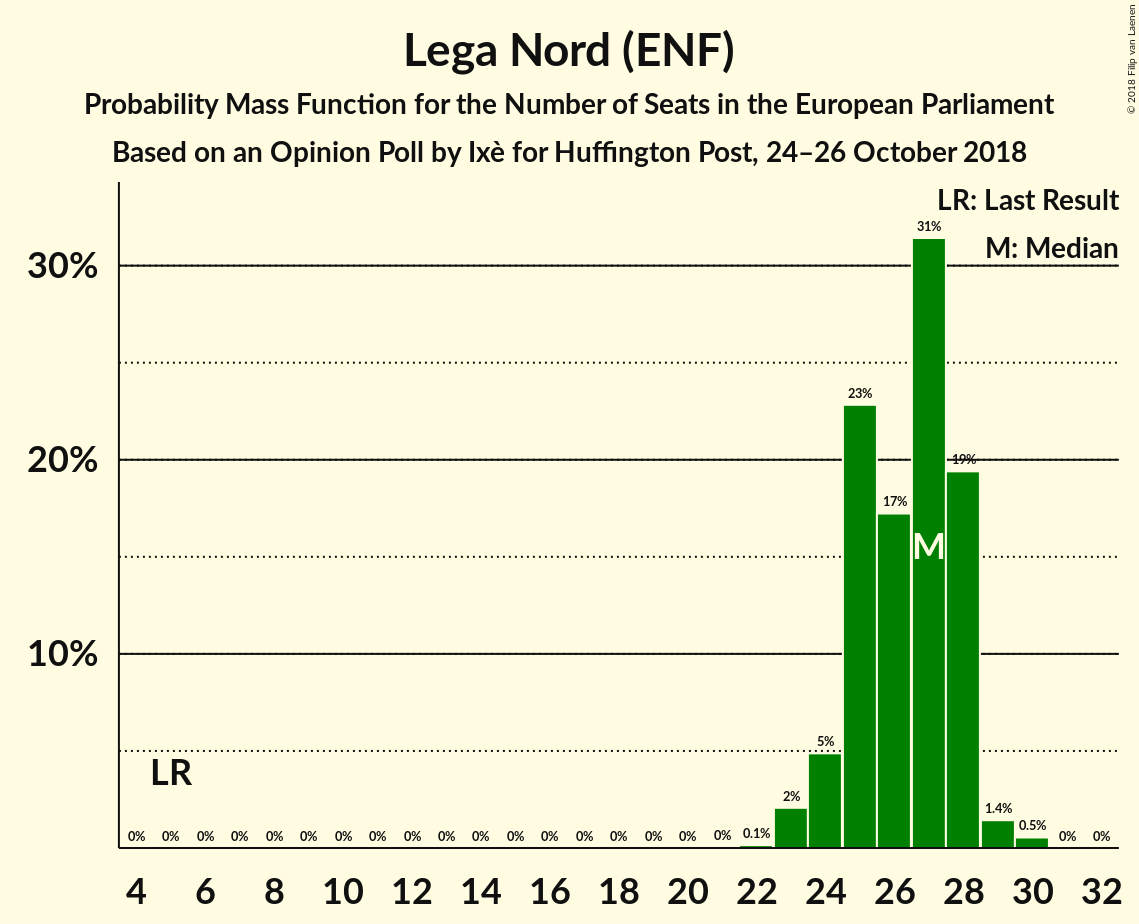 Lega Nord (ENF)
Probability Mass Function for the Number of Seats in the European Parliament
Based on an Opinion Poll by Ixè for Huffington Post, 24–26 October 2018
© 2018 Filip van Laenen
LR: Last Result
M: Median
30%
20%
10%
31%
23%
19%
17%
M
5%
LR
2%
1.4%
0.5%
0% 0% 0% 0% 0% 0% 0% 0% 0% 0% 0% 0% 0% 0% 0% 0% 0% 0% 0.1% 0% 0%
4 6 8 10 12 14 16 18 20 22 24 26 28 30 32